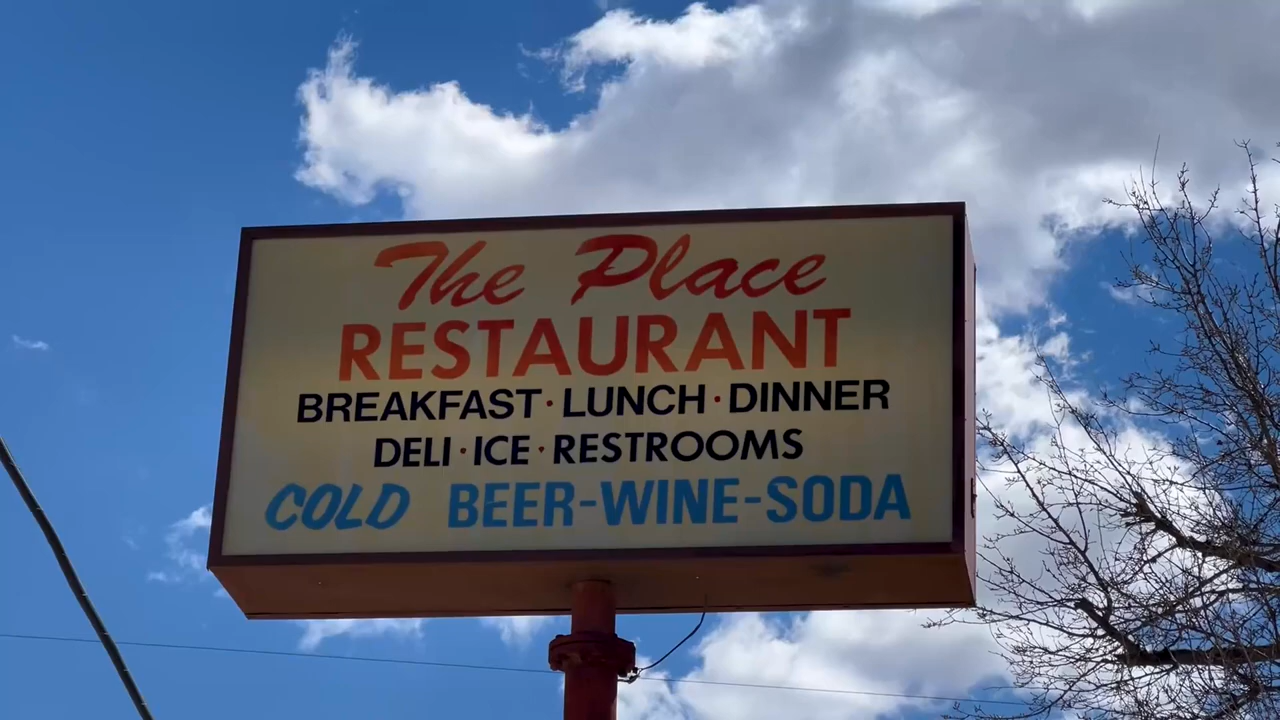 The Place
RESTAURANT
BREAKFAST · LUNCH · DINNER
DELI · ICE · RESTROOMS
COLD BEER-WINE-SODA